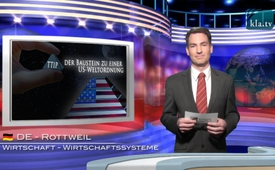 kla.tv
TTIP
DER BAUSTEIN ZU EINER
US-WELTORDNUNG
DE - ROTTWEIL
WIRTSCHAFT - WIRTSCHAFTSSYSTEME